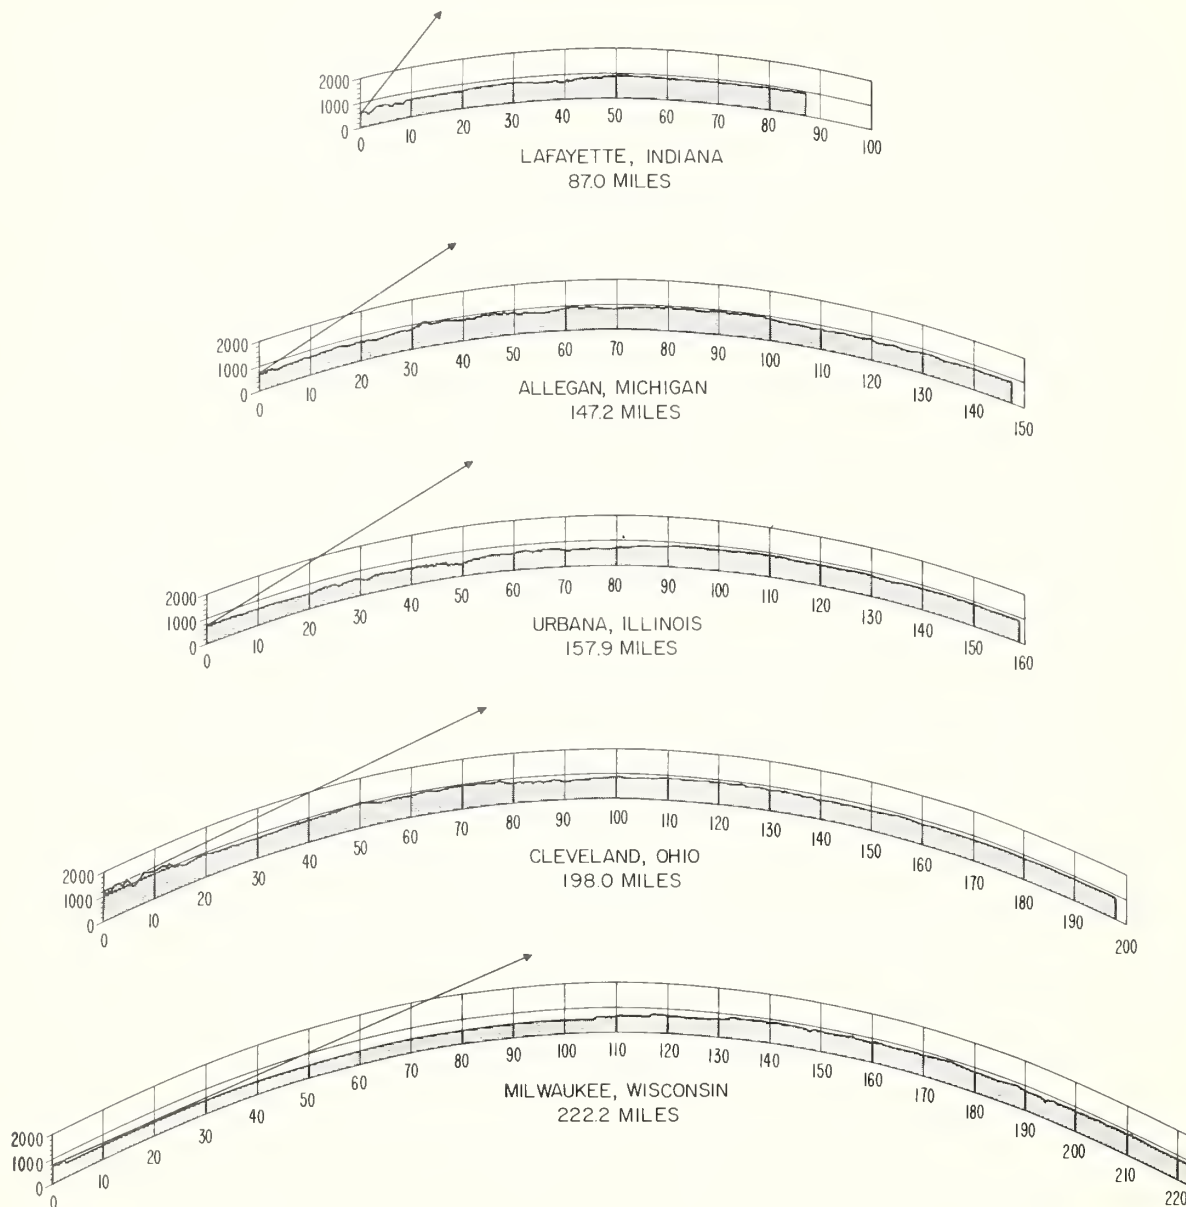 2000
1000
0
0 10 20 30 40 50 60 70 80 90 100
LAFAYETTE, INDIANA
87.0 MILES
2000
1000
0
0 10 20 30 40 50 60 70 80 90 100 110 120 130 140 150
ALLEGAN, MICHIGAN
147.2 MILES
2000
1000
0
0 10 20 30 40 50 60 70 80 90 100 110 120 130 140 150 160
URBANA, ILLINOIS
157.9 MILES
2000
1000
0
0 10 20 30 40 50 60 70 80 90 100 110 120 130 140 150 160 170 180 190 200
CLEVELAND, OHIO
198.0 MILES
2000
1000
0
0 10 20 30 40 50 60 70 80 90 100 110 120 130 140 150 160 170 180 190 200 210 220
MILWAUKEE, WISCONSIN
222.2 MILES